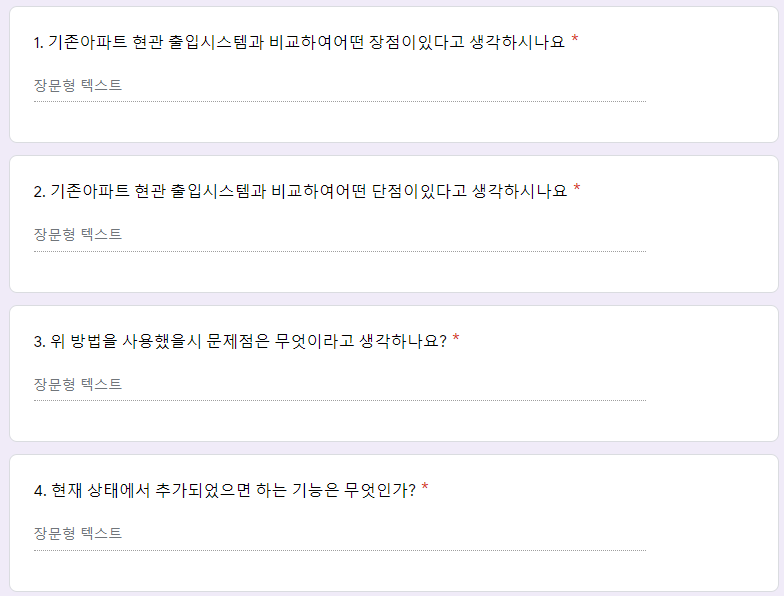 1. 기존아파트 현관 출입시스템과 비교하여어떤 장점이있다고 생각하시나요 *
장문형 텍스트
2. 기존아파트 현관 출입시스템과 비교하여어떤 단점이있다고 생각하시나요 *
장문형 텍스트
3. 위 방법을 사용했을시 문제점은 무엇이라고 생각하나요? *
장문형 텍스트
4. 현재 상태에서 추가되었으면 하는 기능은 무엇인가? *
장문형 텍스트